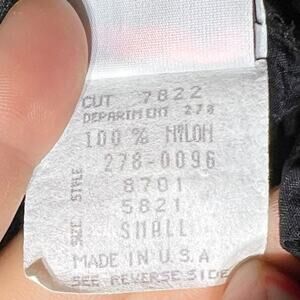 CUT 7822
DEPARTMENT 278
100 % NYLON
STYLE 278-0096
8701
5821
SIZE SMALL
MADE IN U.S.A
SEE REVERSE SIDE